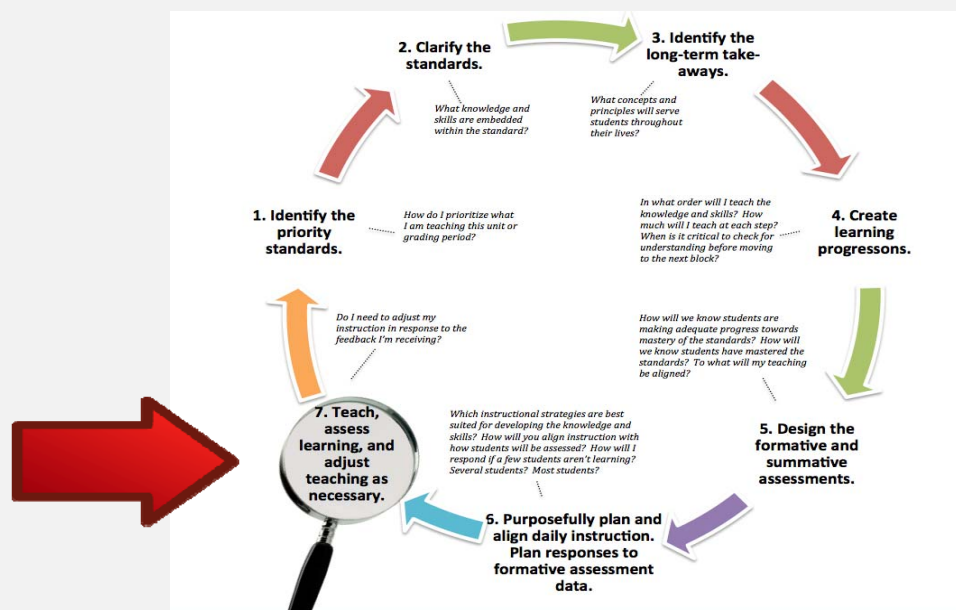 2. Clarify the
standards.
What knowledge and
skills are embedded
within the standard?
3. Identify the
long-term take-
aways.
What concepts and
principles will serve
students throughout
their lives?
1. Identify the
priority
standards.
How do I prioritize what
I am teaching this unit or
grading period?
In what order will I teach the
knowledge and skills?  How
much will I teach at each step?
When is it critical to check for
understanding before moving
to the next block?
4. Create
learning
progressons.
Do I need to adjust my
instruction in response to the
feedback I'm receiving?
How will we know students are
making adequate progress towards
mastery of the standards?  How will
we know students have mastered the
standards?  To what will my teaching
be aligned?
5. Design the
formative and
summative
assessments.
Which instructional strategies are best
suited for developing the knowledge and
skills?  How will you align instruction with
how students will be assessed?  How will I
respond if a few students aren't learning?
Several students?  Most students?
6. Purposefully plan and
align daily instruction.
Plan responses to
formative assessment
data.
7. Teach,
assess
learning, and
adjust
teaching as
necessary.